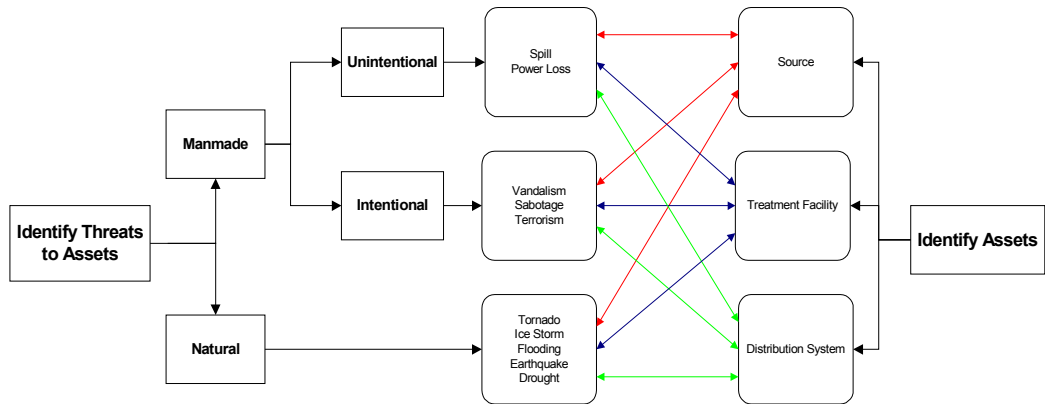 Unintentional
Spill
Power Loss
Source
Manmade
Intentional
Vandalism
Sabotage
Terrorism
Treatment Facility
Identify Threats
to Assets
Identify Assets
Natural
Tornado
Ice Storm
Flooding
Earthquake
Drought
Distribution System